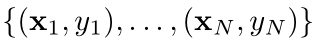 {(x₁, y₁), . . . , (x_N, y_N)}